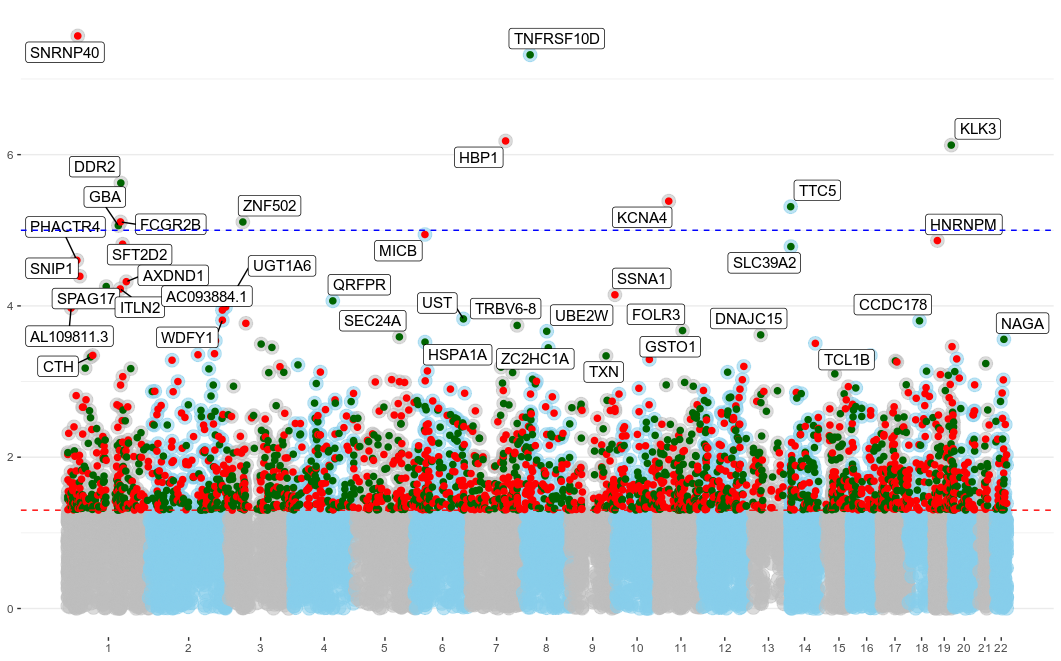 SNRNP40
TNFRSF10D
KLK3
HBP1
6
DDR2
GBA
ZNF502
TTC5
KCNA4
PHACTR4
FCGR2B
HNRNPM
MICB
SFT2D2
SLC39A2
SNIP1
AXDND1
UGT1A6
SSNA1
QRFPR
SPAG17
ITLN2
AC093884.1
4
UST
TRBV6-8
CCDC178
UBE2W
FOLR3
DNAJC15
SEC24A
NAGA
AL109811.3
WDFY1
HSPA1A
GSTO1
ZC2HC1A
TCL1B
CTH
TXN
2
0
1 2 3 4 5 6 7 8 9 10 11 12 13 14 15 16 17 18 19 20 21 22